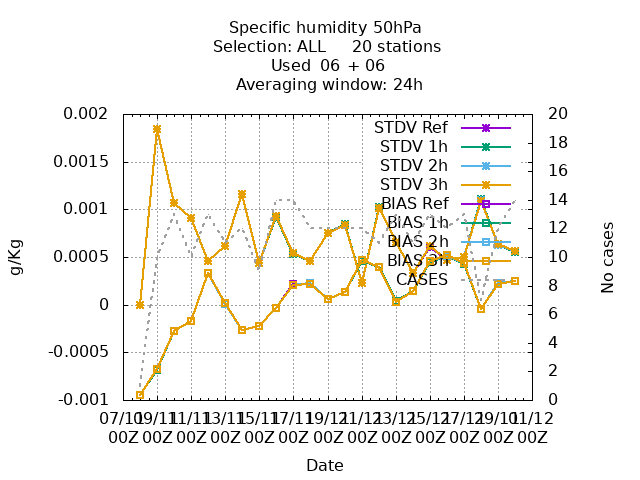 Specific humidity 50hPa
Selection: ALL 20 stations
Used 06 + 06
Averaging window: 24h
0.002
0.0015
0.001
0.0005
0
-0.0005
-0.001
g/Kg
20
18
16
14
12
10
8
6
4
2
0
No cases
STDV Ref
STDV 1h
STDV 2h
STDV 3h
BIAS Ref
BIAS 1h
BIAS 2h
BIAS 3h
CASES
07/10 09/11 11/11 13/11 15/11 17/11 19/12 21/12 23/12 25/12 27/12 29/10 01/12
00Z 00Z 00Z 00Z 00Z 00Z 00Z 00Z 00Z 00Z 00Z 00Z 00Z
Date